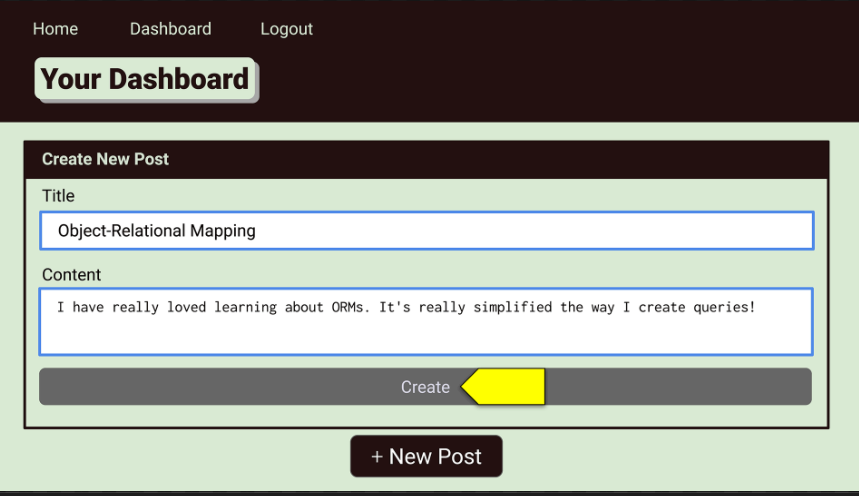 Home Dashboard Logout
Your Dashboard
Create New Post
Title
Object-Relational Mapping
Content
I have really loved learning about ORMs. It's really simplified the way I create queries!
Create
+ New Post